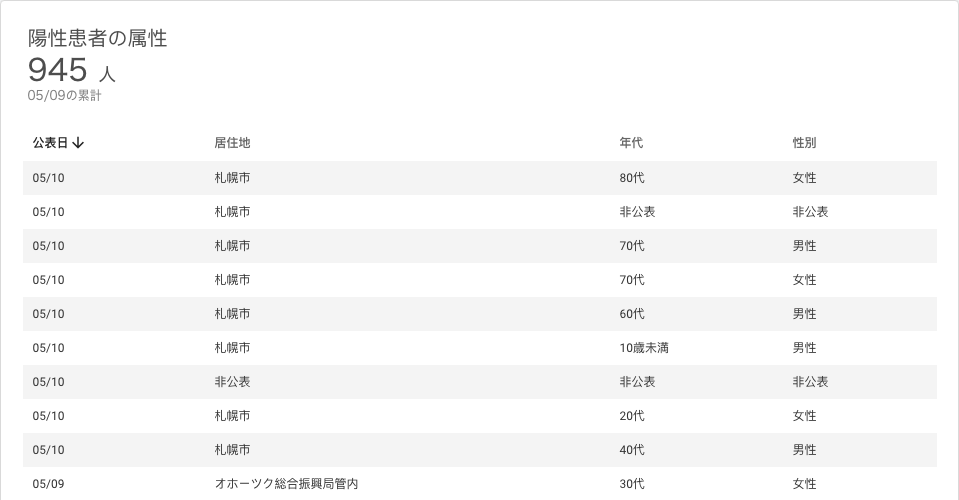 陽性患者の属性
945 人
05/09の累計
公表日↓ 居住地 年代 性別
05/10 札幌市 80代 女性
05/10 札幌市 非公表 非公表
05/10 札幌市 70代 男性
05/10 札幌市 70代 女性
05/10 札幌市 60代 男性
05/10 札幌市 10歳未満 男性
05/10 非公表 非公表 非公表
05/10 札幌市 20代 女性
05/10 札幌市 40代 男性
05/09 オホーツク総合振興局管内 30代 女性